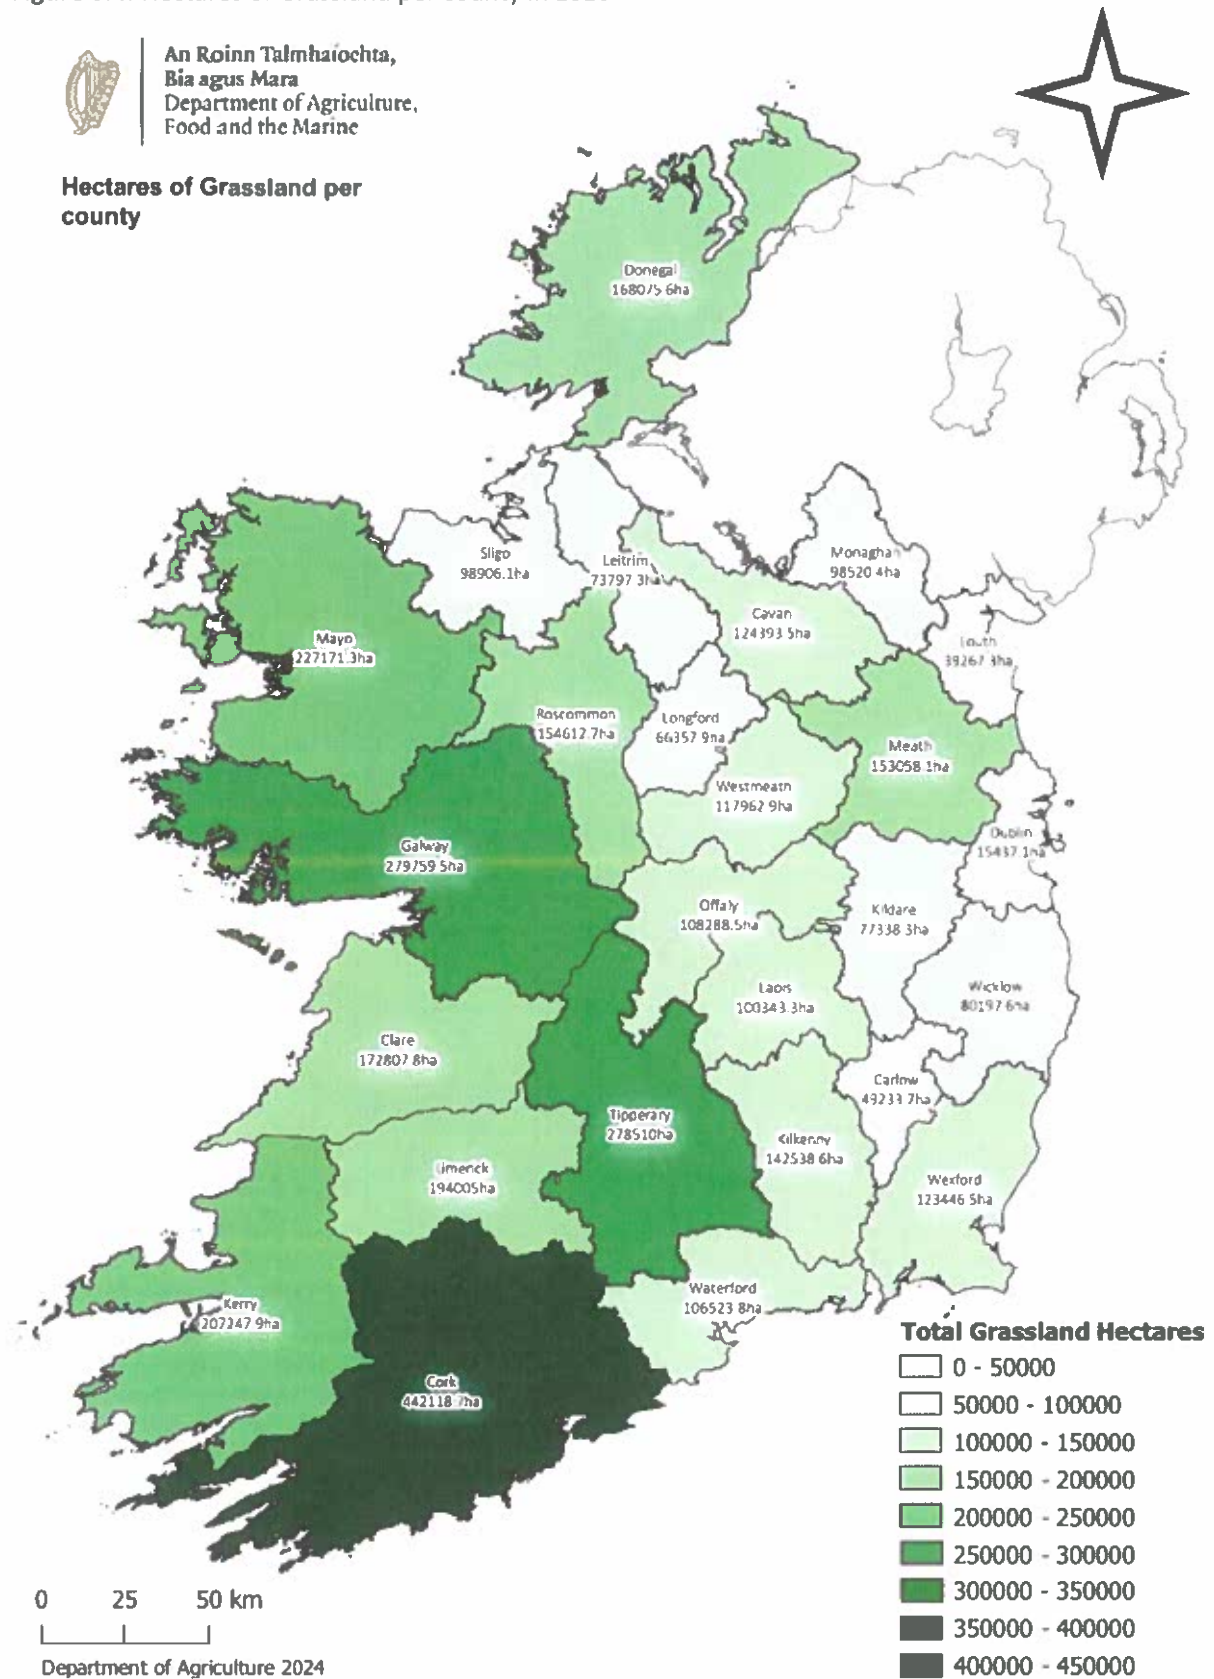 Hectares of Grassland per county in
An Roinn Talmhaíochta,
Bia agus Mara
Department of Agriculture,
Food and the Marine
Hectares of Grassland per
county
Donegal
168075.6ha
Sligo
98906.1ha
Leitrim
73797.3ha
Monaghan
98520.4ha
Cavan
124393.5ha
Louth
39267.3ha
Mayo
227171.3ha
Roscommon
154612.7ha
Longford
66357.9ha
Meath
153058.1ha
Westmeath
117962.9ha
Dublin
15437.1ha
Galway
279759.5ha
Offaly
108288.5ha
Kildare
77338.3ha
Laois
100343.3ha
Wicklow
80197.6ha
Clare
172807.8ha
Carlow
49233.7ha
Tipperary
278510ha
Kilkenny
142538.6ha
Limerick
194005ha
Wexford
123446.5ha
Waterford
106523.8ha
Kerry
207247.9ha
Cork
442118.7ha
Total Grassland Hectares
0 - 50000
50000 - 100000
100000 - 150000
150000 - 200000
200000 - 250000
250000 - 300000
300000 - 350000
350000 - 400000
400000 - 450000
0 25 50 km
Department of Agriculture 2024